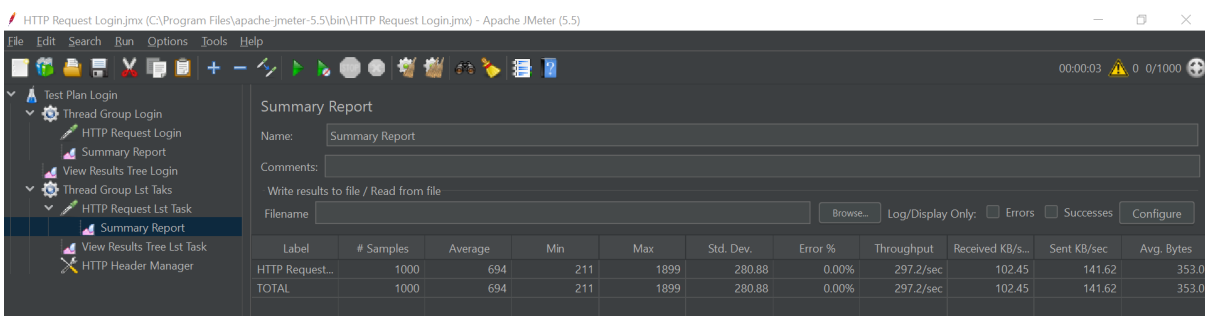 HTTP Request Login.jmx (C:\Program Files\apache-jmeter-5.5\bin\HTTP Request Login.jmx) - Apache JMeter (5.5)
File Edit Search Run Options Tools Help
00:00:03 0 0/1000
Test Plan Login
Thread Group Login
HTTP Request Login
Summary Report
View Results Tree Login
Thread Group Lst Taks
HTTP Request Lst Task
Summary Report
View Results Tree Lst Task
HTTP Header Manager
Summary Report
Name: Summary Report
Comments:
Write results to file / Read from file
Filename Browse... Log/Display Only: Errors Successes Configure
Label # Samples Average Min Max Std. Dev. Error % Throughput Received KB/s... Sent KB/sec Avg. Bytes
HTTP Request... 1000 694 211 1899 280.88 0.00% 297.2/sec 102.45 141.62 353.0
TOTAL 1000 694 211 1899 280.88 0.00% 297.2/sec 102.45 141.62 353.0